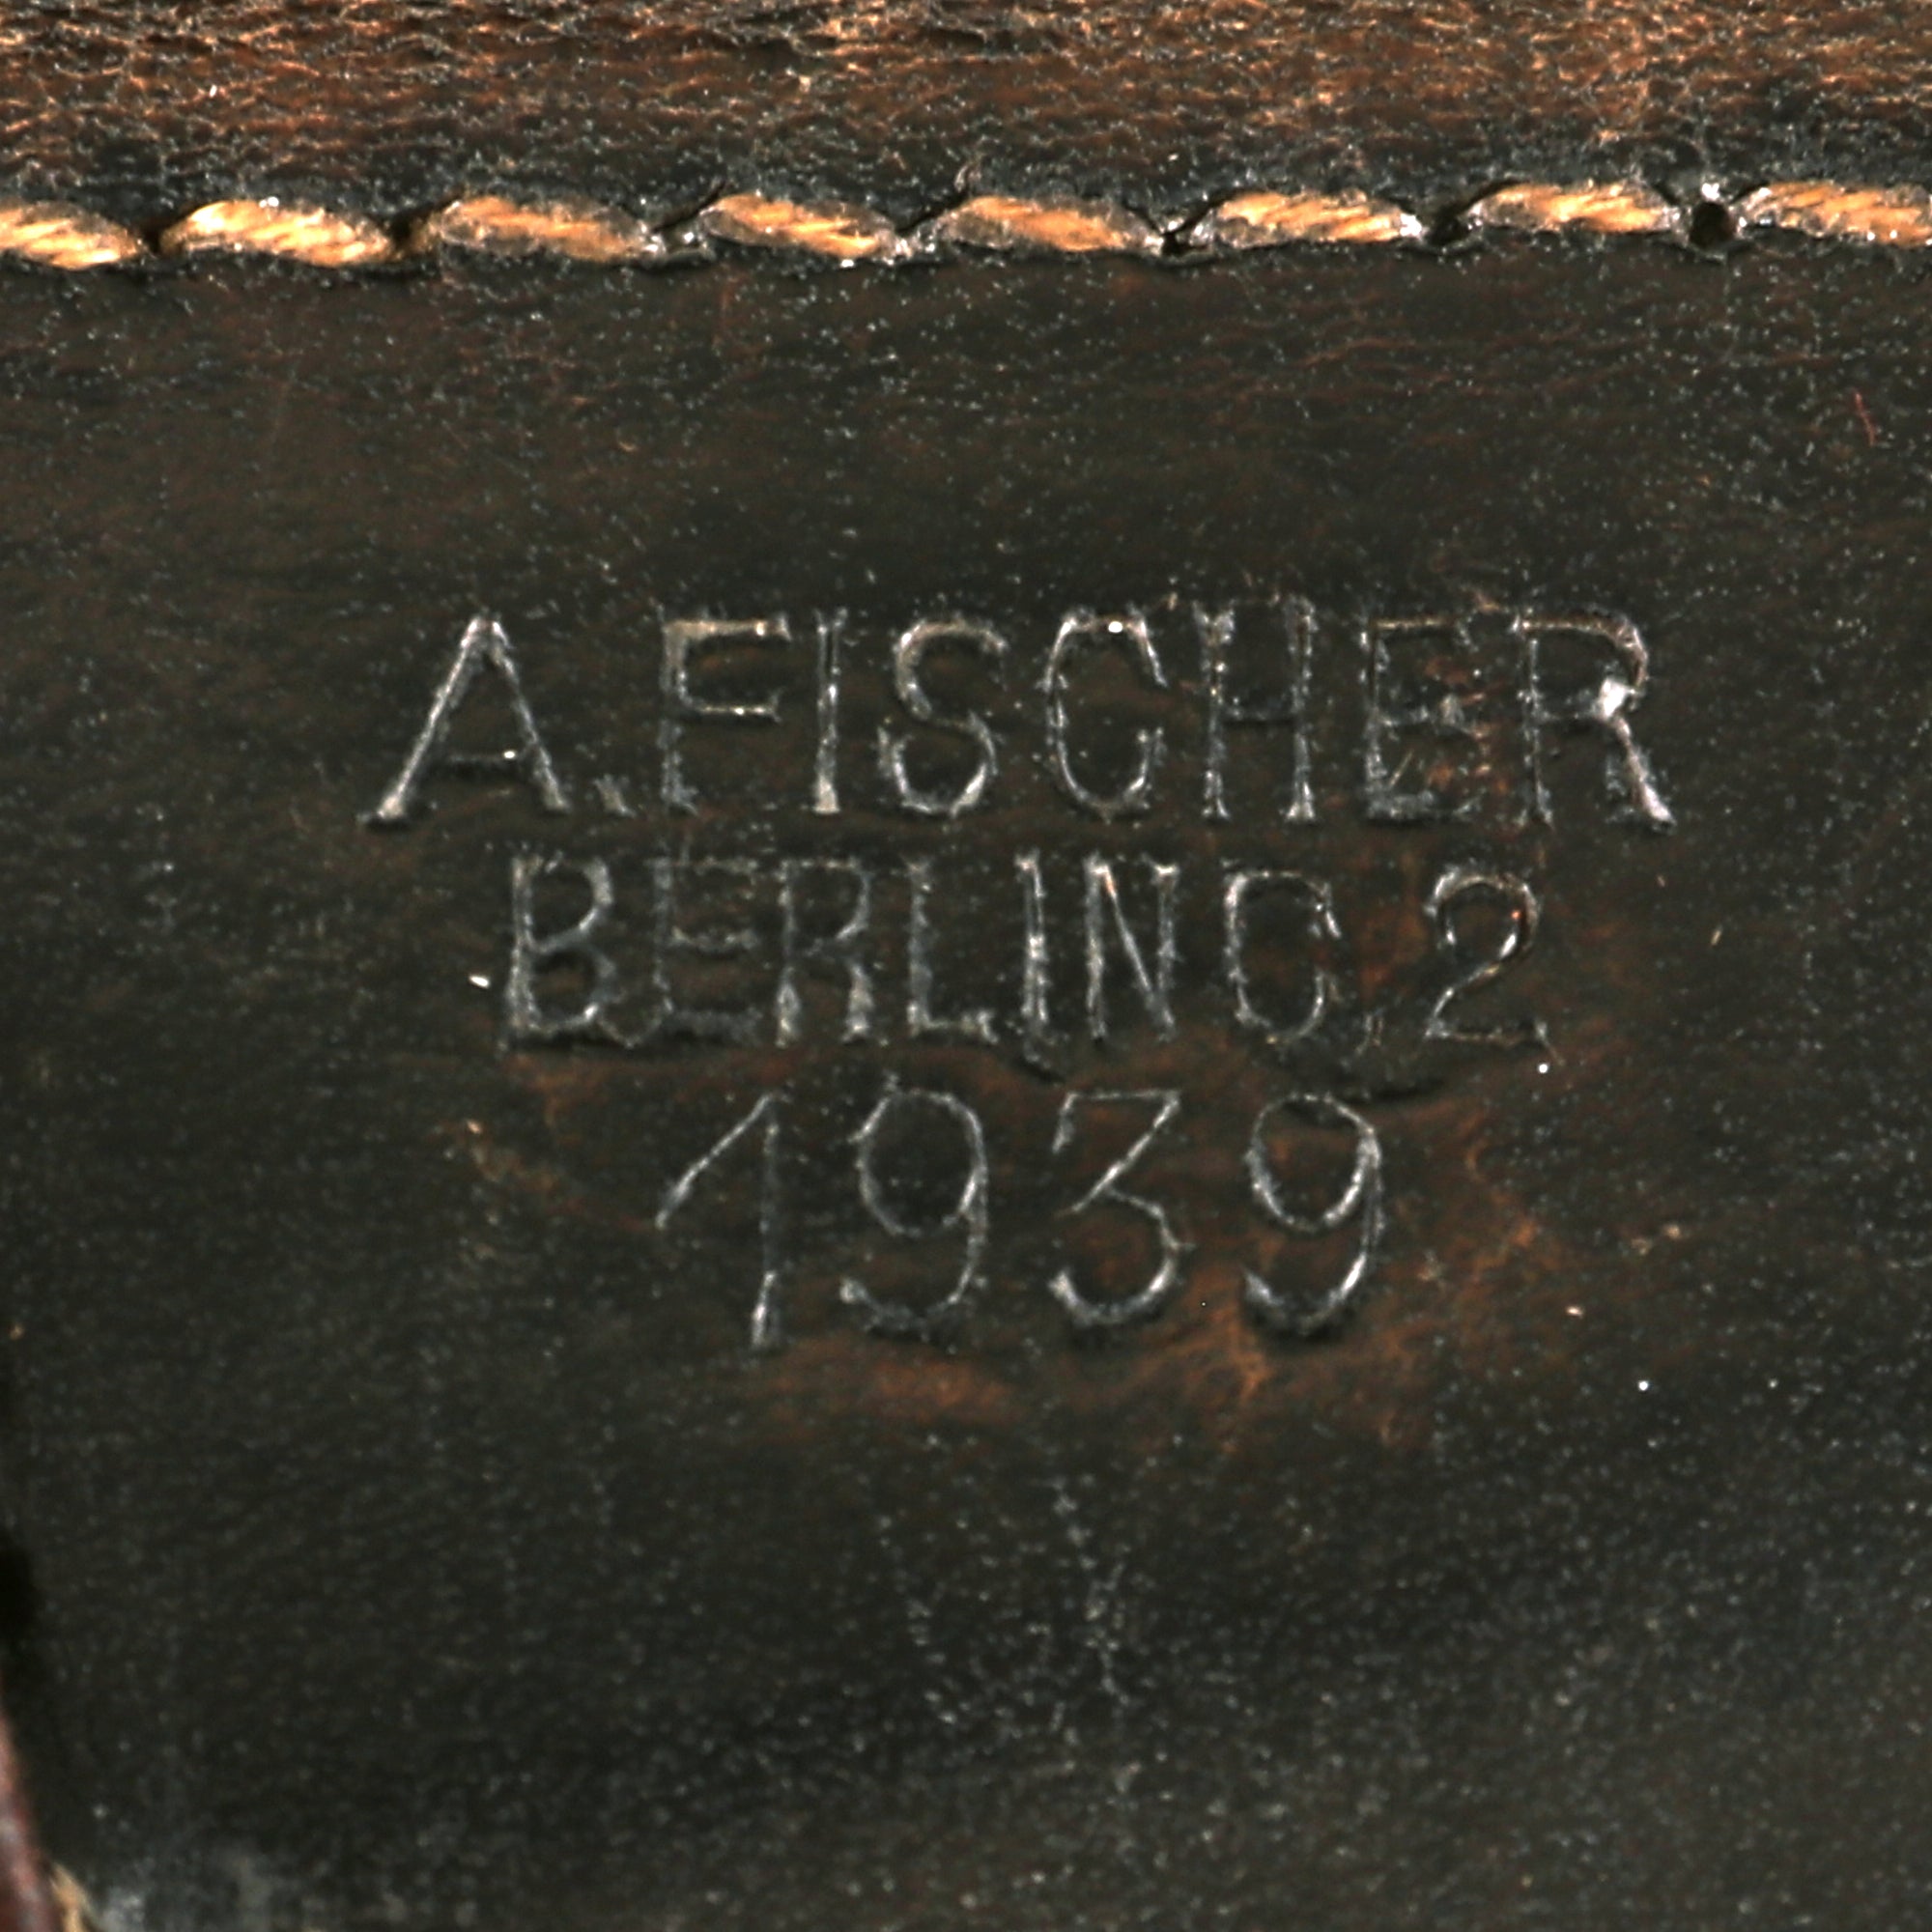 A.FISCHER
BERLIN C.2
1939